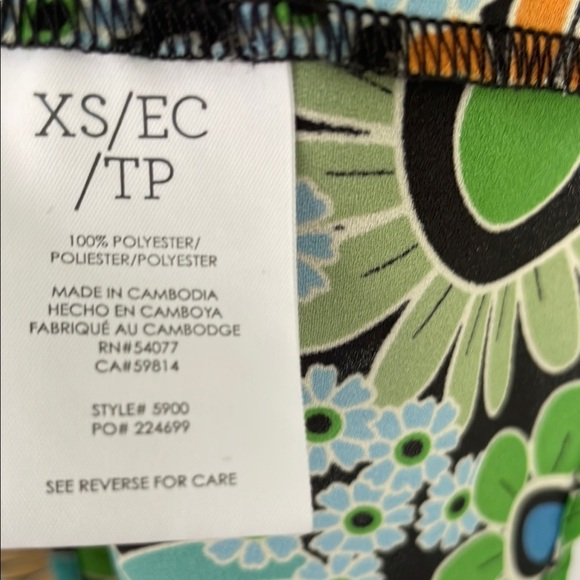 XS/EC
/TP
100% POLYESTER/
POLIESTER/POLYESTER
MADE IN CAMBODIA
HECHO EN CAMBOYA
FABRIQUÉ AU CAMBODGE
RN#54077
CA#59814
STYLE# 5900
PO# 224699
SEE REVERSE FOR CARE